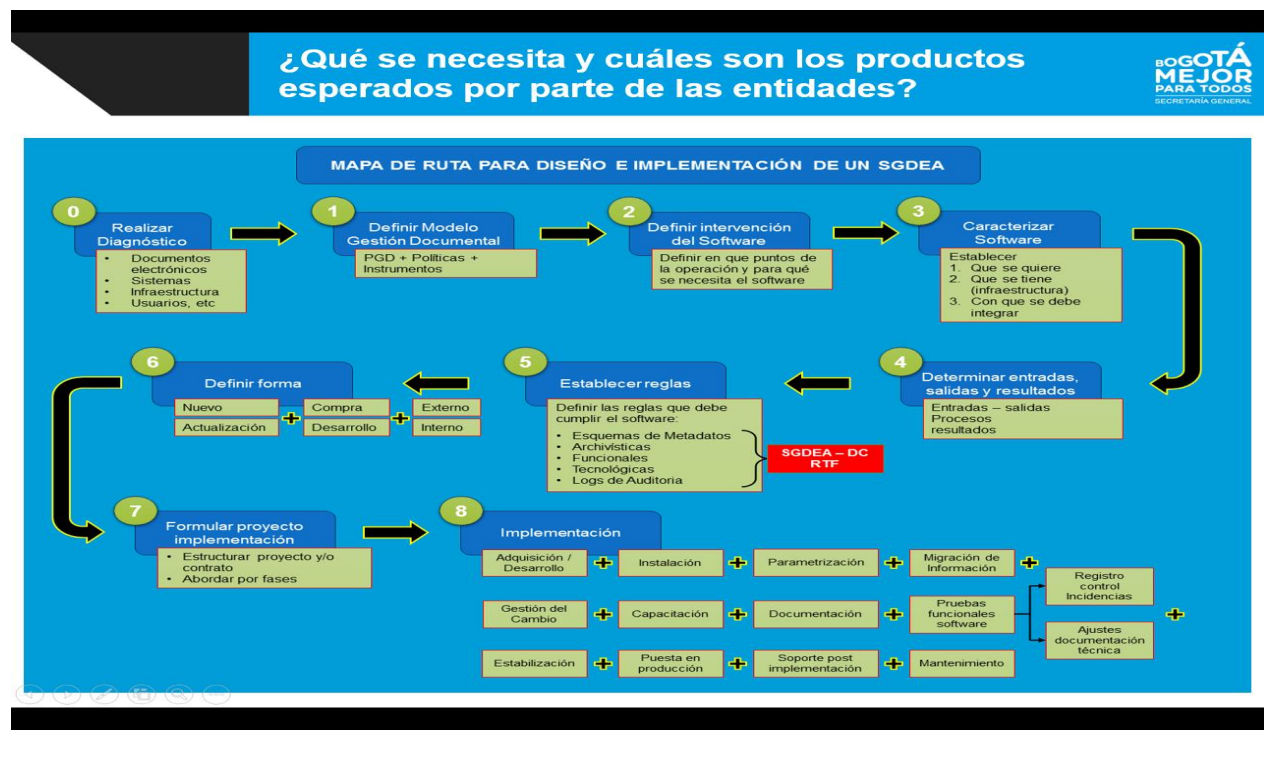 ¿Qué se necesita y cuáles son los productos
esperados por parte de las entidades?
BOGOTÁ
MEJOR
PARA TODOS
SECRETARÍA GENERAL
MAPA DE RUTA PARA DISEÑO E IMPLEMENTACIÓN DE UN SGDEA
0
Realizar
Diagnóstico
• Documentos
electrónicos
• Sistemas
• Infraestructura
• Usuarios, etc
1
Definir Modelo
Gestión Documental
PGD + Políticas +
Instrumentos
2
Definir intervención
del Software
Definir en que puntos de
la operación y para qué
se necesita el software
3
Caracterizar
Software
Establecer
1. Que se quiere
2. Que se tiene
(infraestructura)
3. Con que se debe
integrar
4
Determinar entradas,
salidas y resultados
Entradas – salidas
Procesos
resultados
5
Establecer reglas
Definir las reglas que debe
cumplir el software:
• Esquemas de Metadatos
• Archivísticas
• Funcionales
• Tecnológicas
• Logs de Auditoria
SGDEA – DC
RTF
6
Definir forma
Nuevo + Compra + Externo
Actualización Desarrollo Interno
7
Formular proyecto
implementación
• Estructurar proyecto y/o
contrato
• Abordar por fases
8
Implementación
Adquisición /
Desarrollo
+
Instalación
+
Parametrización
+
Migración de
Información
+
Gestión del
Cambio
+
Capacitación
+
Documentación
+
Pruebas
funcionales
software
Registro
control
Incidencias
Ajustes
documentación
técnica
+
Estabilización
+
Puesta en
producción
+
Soporte post
implementación
+
Mantenimiento